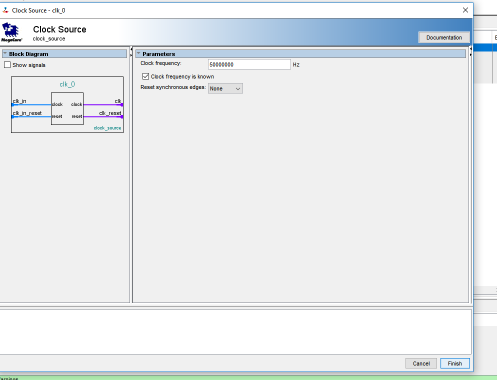 Clock Source - clk_0
Clock Source
clock_source
MegaCore
Documentation
Block Diagram
Show signals
clk_0
clk_in
clock
clock
clk
clk_in_reset
reset
reset
clk_reset
clock_source
Parameters
Clock frequency:
50000000
Hz
Clock frequency is known
Reset synchronous edges:
None
Cancel
Finish